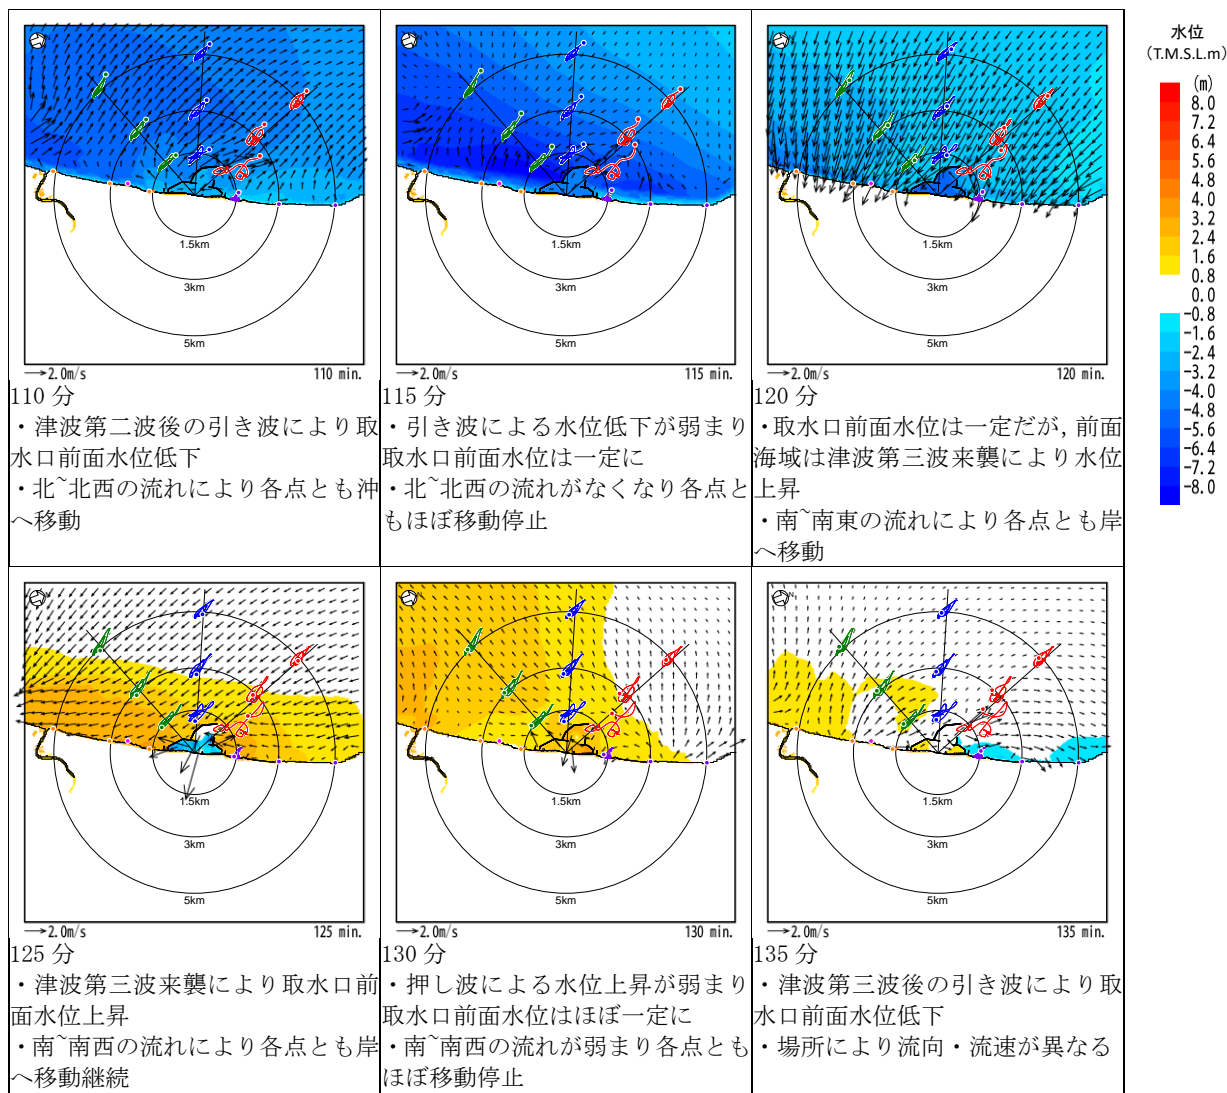 水位
(T.M.S.L.m)
(m)
8.0
7.2
6.4
5.6
4.8
4.0
3.2
2.4
1.6
0.8
0.0
-0.8
-1.6
-2.4
-3.2
-4.0
-4.8
-5.6
-6.4
-7.2
-8.0
N
1.5km
3km
5km
2.0m/s
110 min.
110 分
・津波第二波後の引き波により取
水口前面水位低下
・北~北西の流れにより各点とも沖
へ移動
N
1.5km
3km
5km
2.0m/s
115 min.
115 分
・引き波による水位低下が弱まり
取水口前面水位は一定に
・北~北西の流れがなくなり各点と
もほぼ移動停止
N
1.5km
3km
5km
2.0m/s
120 min.
120 分
・取水口前面水位は一定だが,前面
海域は津波第三波来襲により水位
上昇
・南~南東の流れにより各点とも岸
へ移動
N
1.5km
3km
5km
2.0m/s
125 min.
125 分
・津波第三波来襲により取水口前
面水位上昇
・南~南西の流れにより各点とも岸
へ移動継続
N
1.5km
3km
5km
2.0m/s
130 min.
130 分
・押し波による水位上昇が弱まり
取水口前面水位はほぼ一定に
・南~南西の流れが弱まり各点とも
ほぼ移動停止
N
1.5km
3km
5km
2.0m/s
135 min.
135 分
・津波第三波後の引き波により取
水口前面水位低下
・場所により流向・流速が異なる